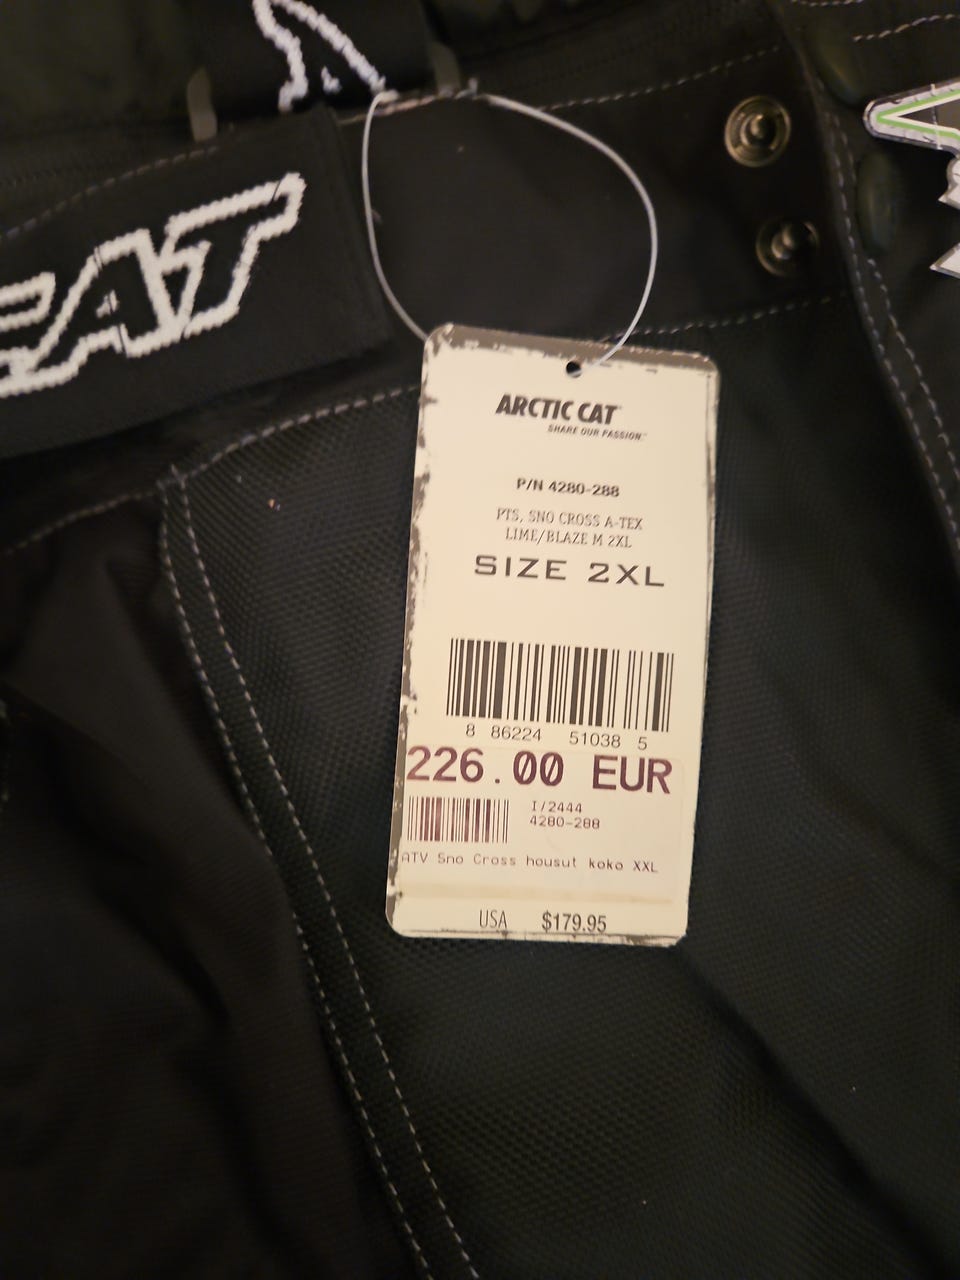 CAT
ARCTIC CAT
SHARE OUR PASSION™
P/N 4280-288
PTS, SNO CROSS A-TEX
LIME/BLAZE M 2XL
SIZE 2XL
8 86224 51038 5
226.00 EUR
I/2444
4280-288
ATV Sno Cross housut koko XXL
USA $179.95